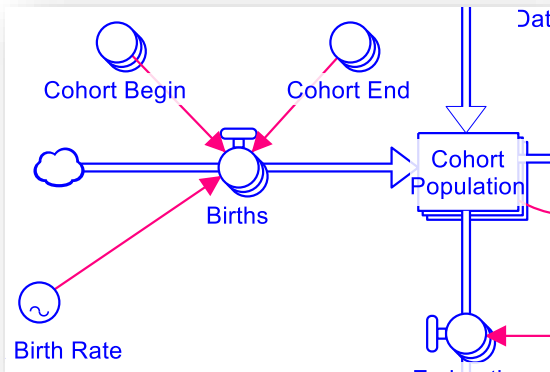 Cohort Begin
Cohort End
Cohort
Population
Births
Birth Rate